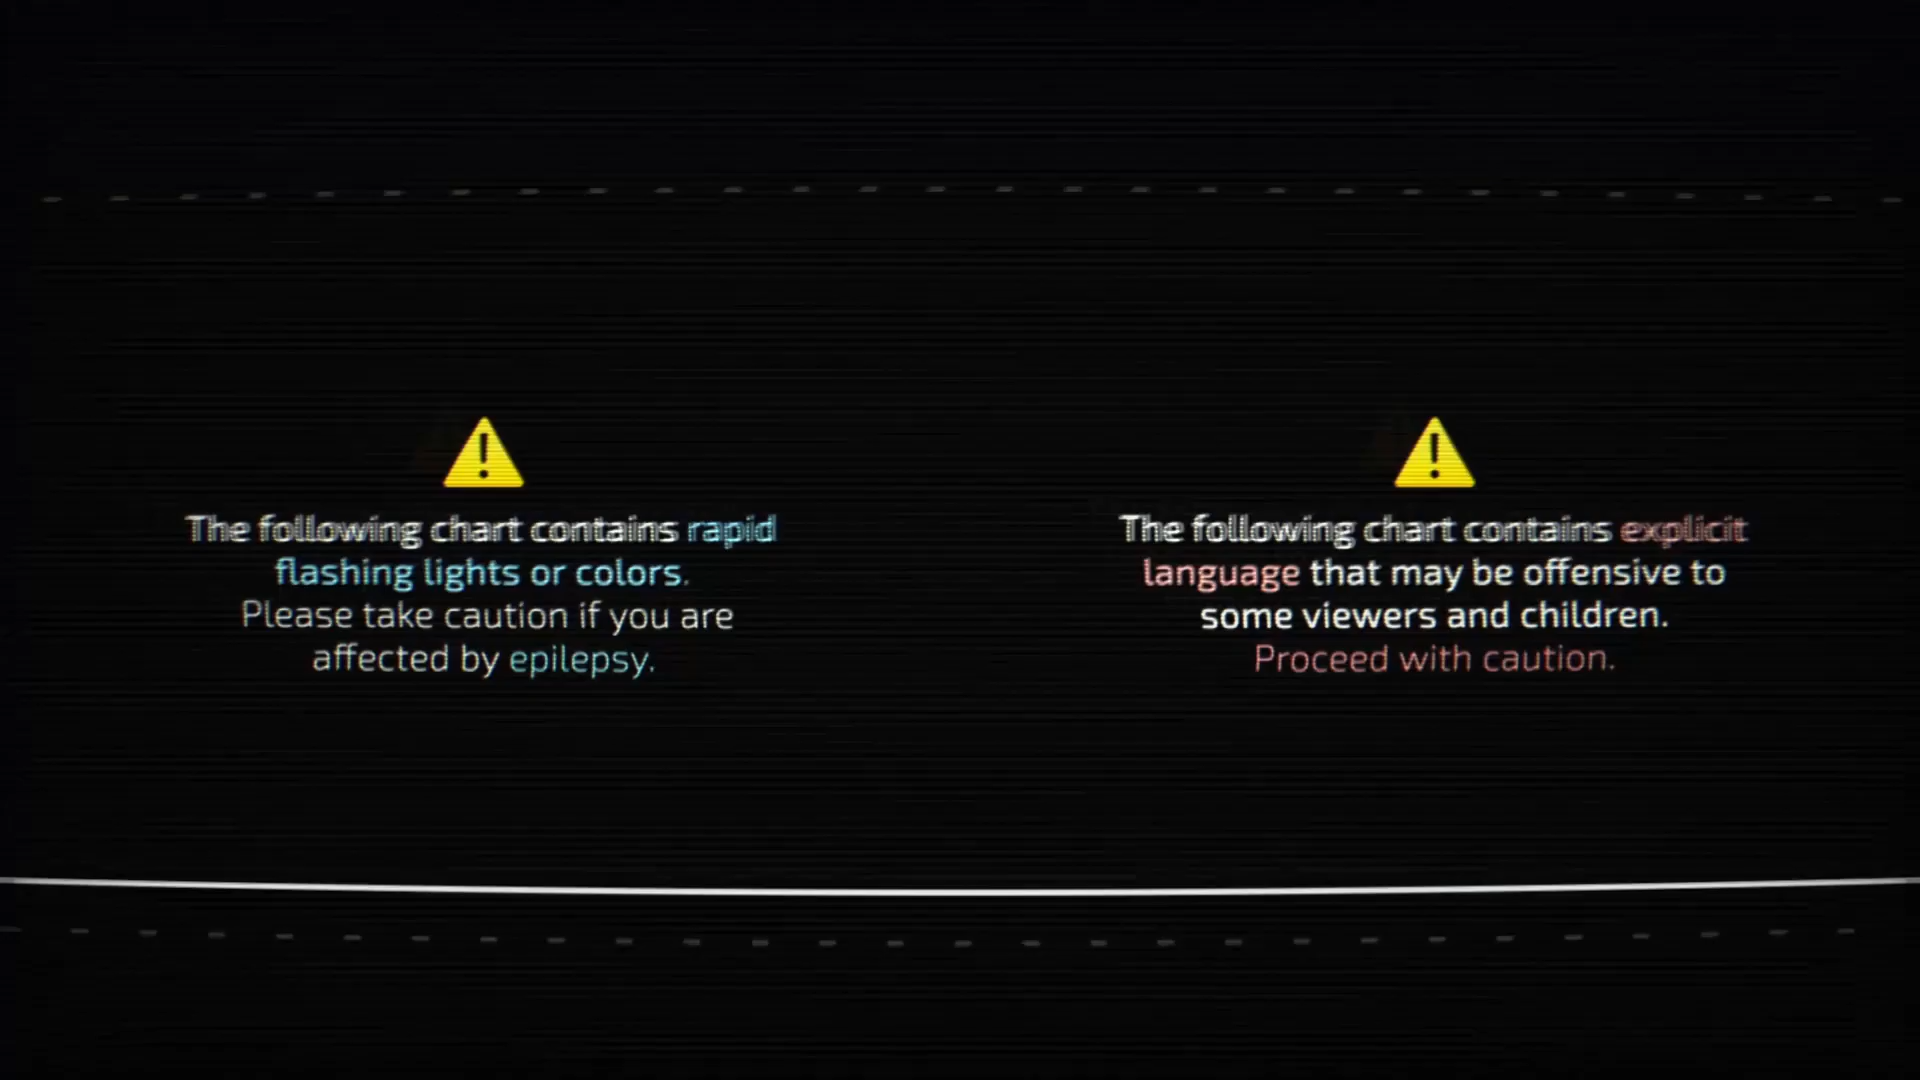 The following chart contains rapid
flashing lights or colors.
Please take caution if you are
affected by epilepsy.
The following chart contains explicit
language that may be offensive to
some viewers and children.
Proceed with caution.